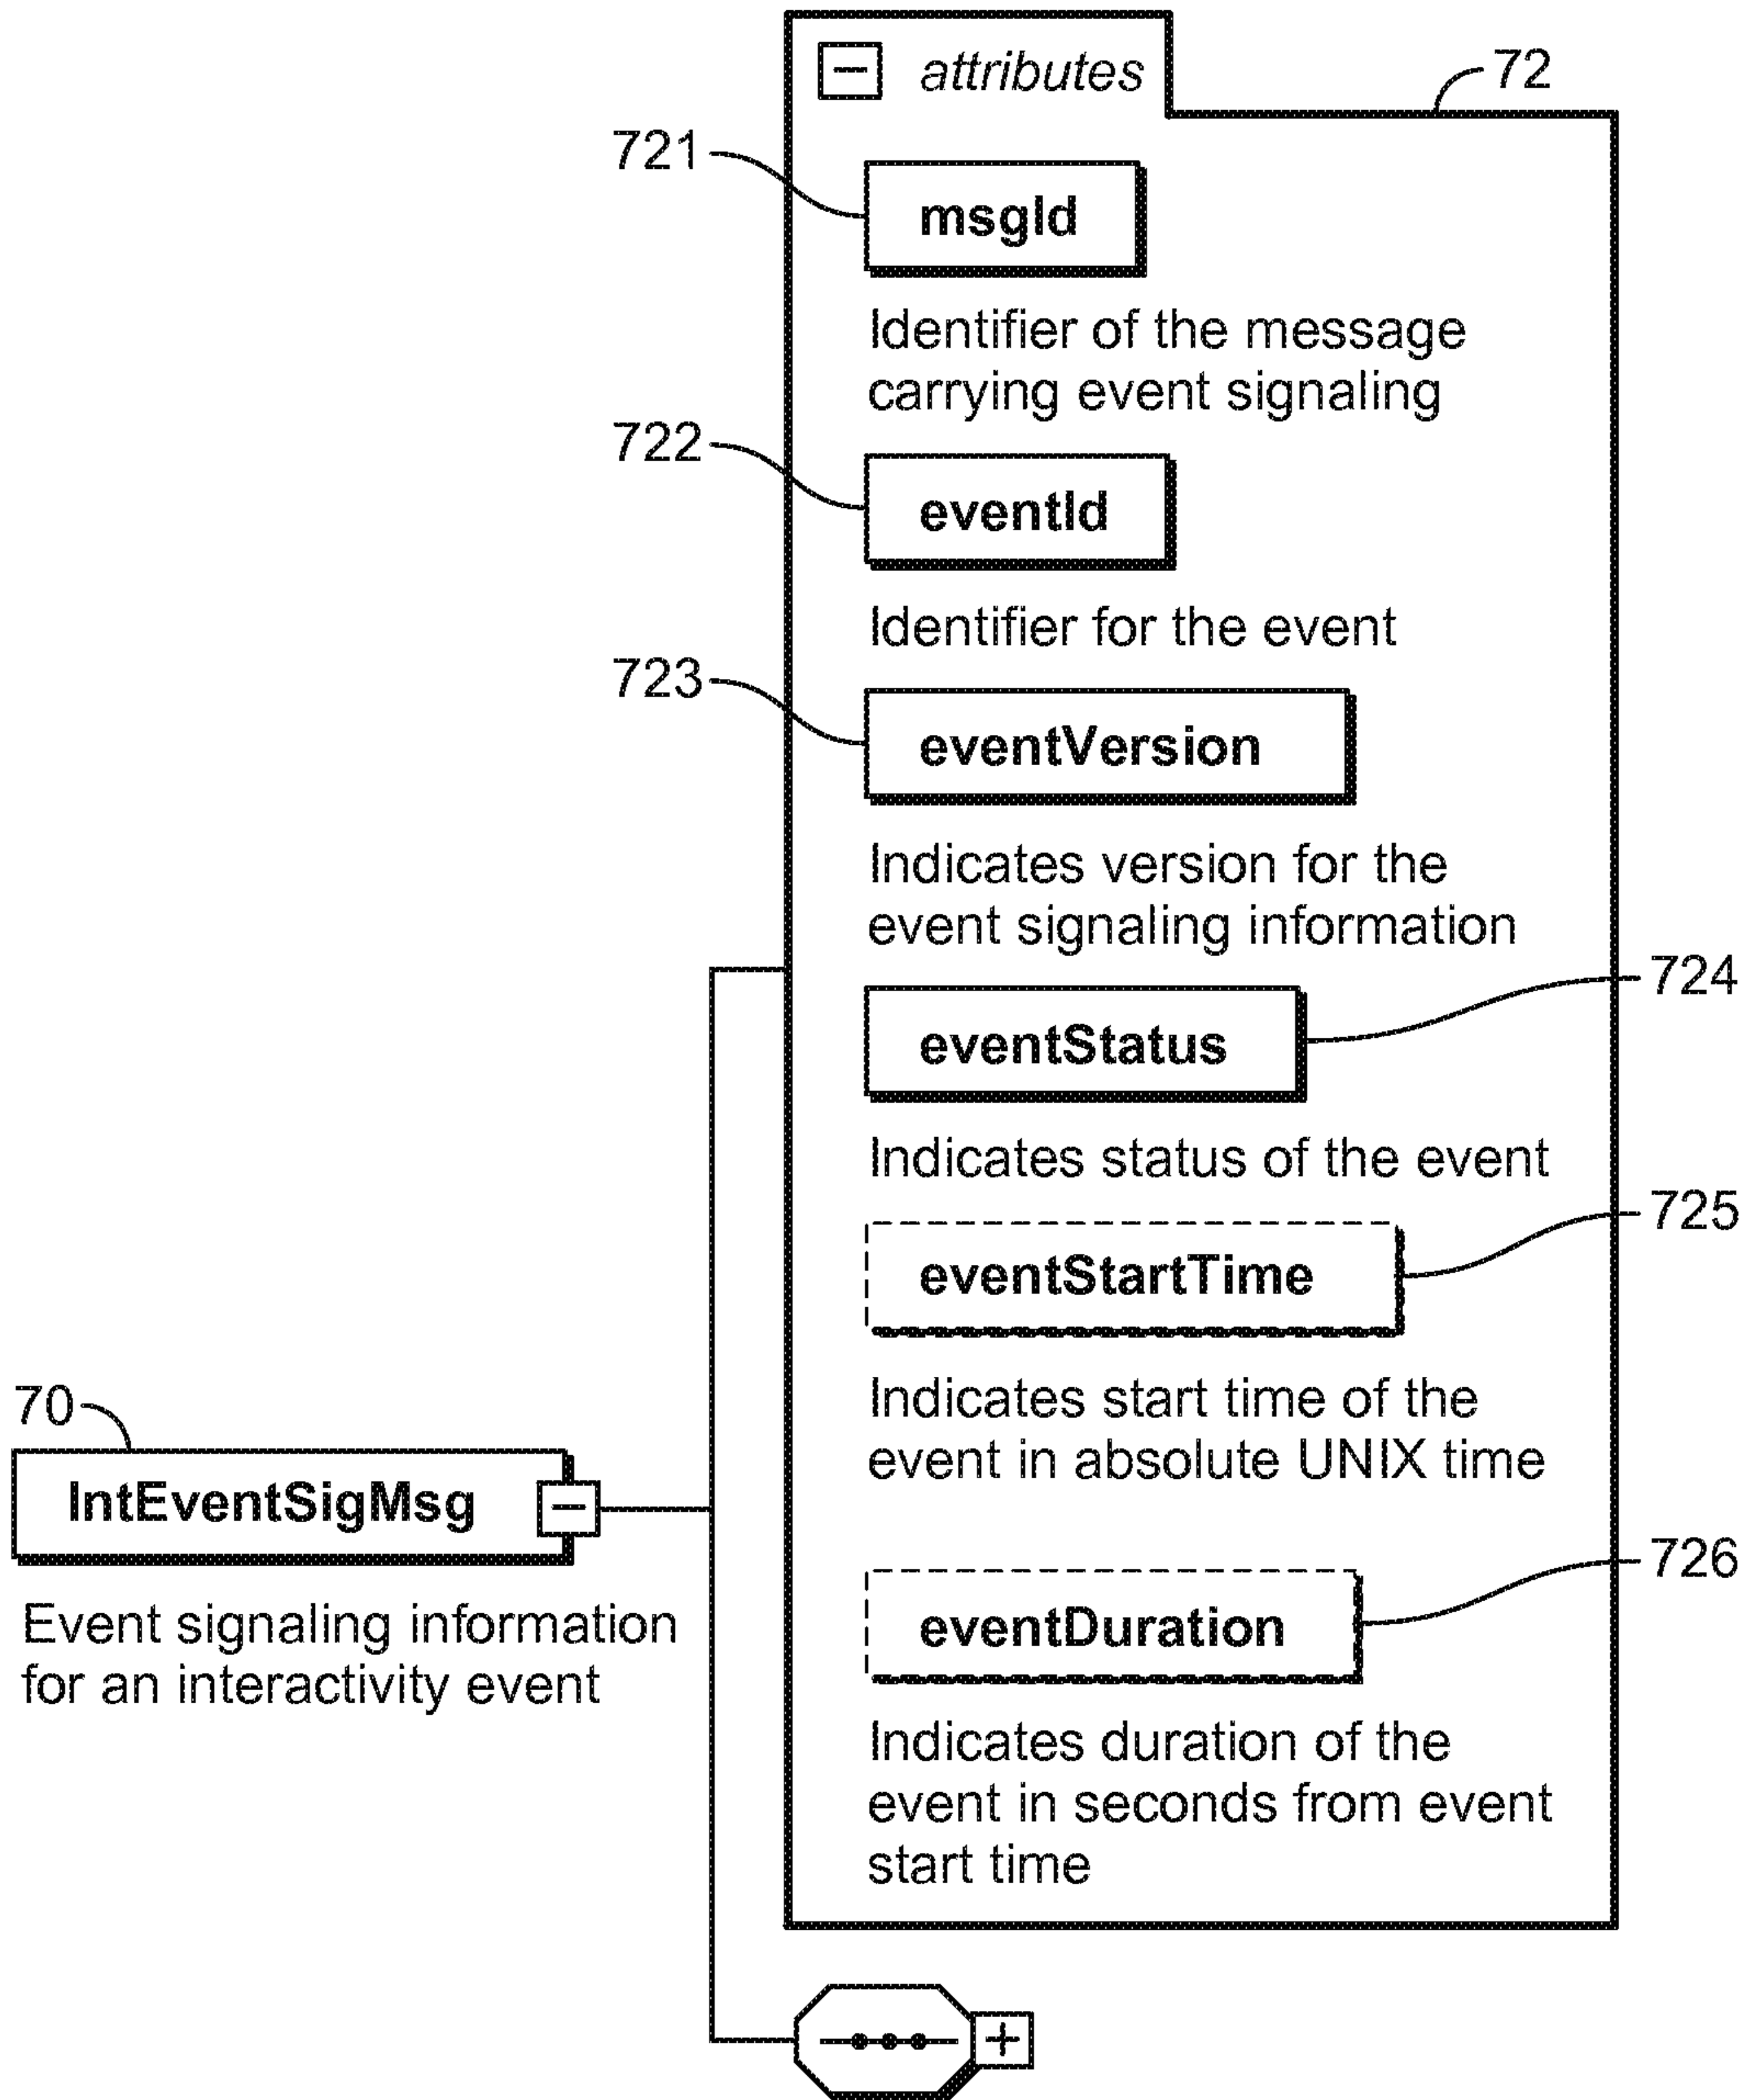 attributes
72
721
msgId
Identifier of the message
carrying event signaling
722
eventId
Identifier for the event
723
eventVersion
Indicates version for the
event signaling information
724
eventStatus
Indicates status of the event
725
eventStartTime
Indicates start time of the
event in absolute UNIX time
70
IntEventSigMsg
Event signaling information
for an interactivity event
726
eventDuration
Indicates duration of the
event in seconds from event
start time